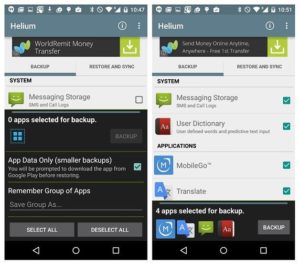 10:47
Helium
WorldRemit Money
Transfer
BACKUP
RESTORE AND SYNC
SYSTEM
Messaging Storage
SMS and Call Logs
0 apps selected for backup.
BACKUP
App Data Only (smaller backups)
You will be prompted to download the app from
Google Play before restoring.
Remember Group of Apps
Save Group As...
SELECT ALL
DESELECT ALL
10:51
Helium
Send Money Online Anytime,
Anywhere - First 1st Transfer
BACKUP
RESTORE AND SYNC
SYSTEM
Messaging Storage
SMS and Call Logs
User Dictionary
User defined words and predictive text input
APPLICATIONS
MobileGo™
Translate
4 apps selected for backup.
BACKUP